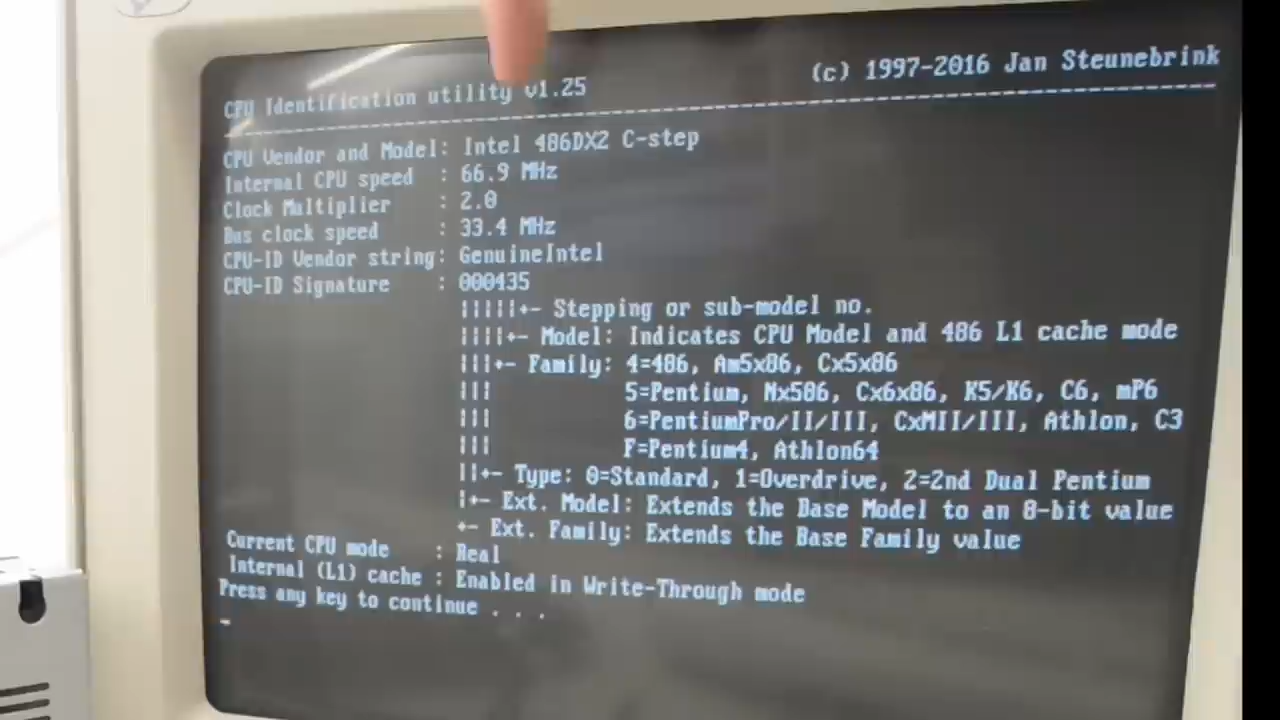 CPU Identification utility v1.25 (c) 1997-2016 Jan Steunebrink
--------------------------------------------------------------------------------
CPU Vendor and Model: Intel 486DX2 C-step
Internal CPU speed : 66.9 MHz
Clock Multiplier : 2.0
Bus clock speed : 33.4 MHz
CPU-ID Vendor string: GenuineIntel
CPU-ID Signature : 000435
|||||+- Stepping or sub-model no.
||||+- Model: Indicates CPU Model and 486 L1 cache mode
|||+- Family: 4=486, Am5x86, Cx5x86
||| 5=Pentium, Nx586, Cx6x86, K5/K6, C6, mP6
||| 6=PentiumPro/II/III, CxMII/III, Athlon, C3
||| F=Pentium4, Athlon64
||+- Type: 0=Standard, 1=Overdrive, 2=2nd Dual Pentium
|+- Ext. Model: Extends the Base Model to an 8-bit value
+- Ext. Family: Extends the Base Family value
Current CPU mode : Real
Internal (L1) cache : Enabled in Write-Through mode
Press any key to continue . . .